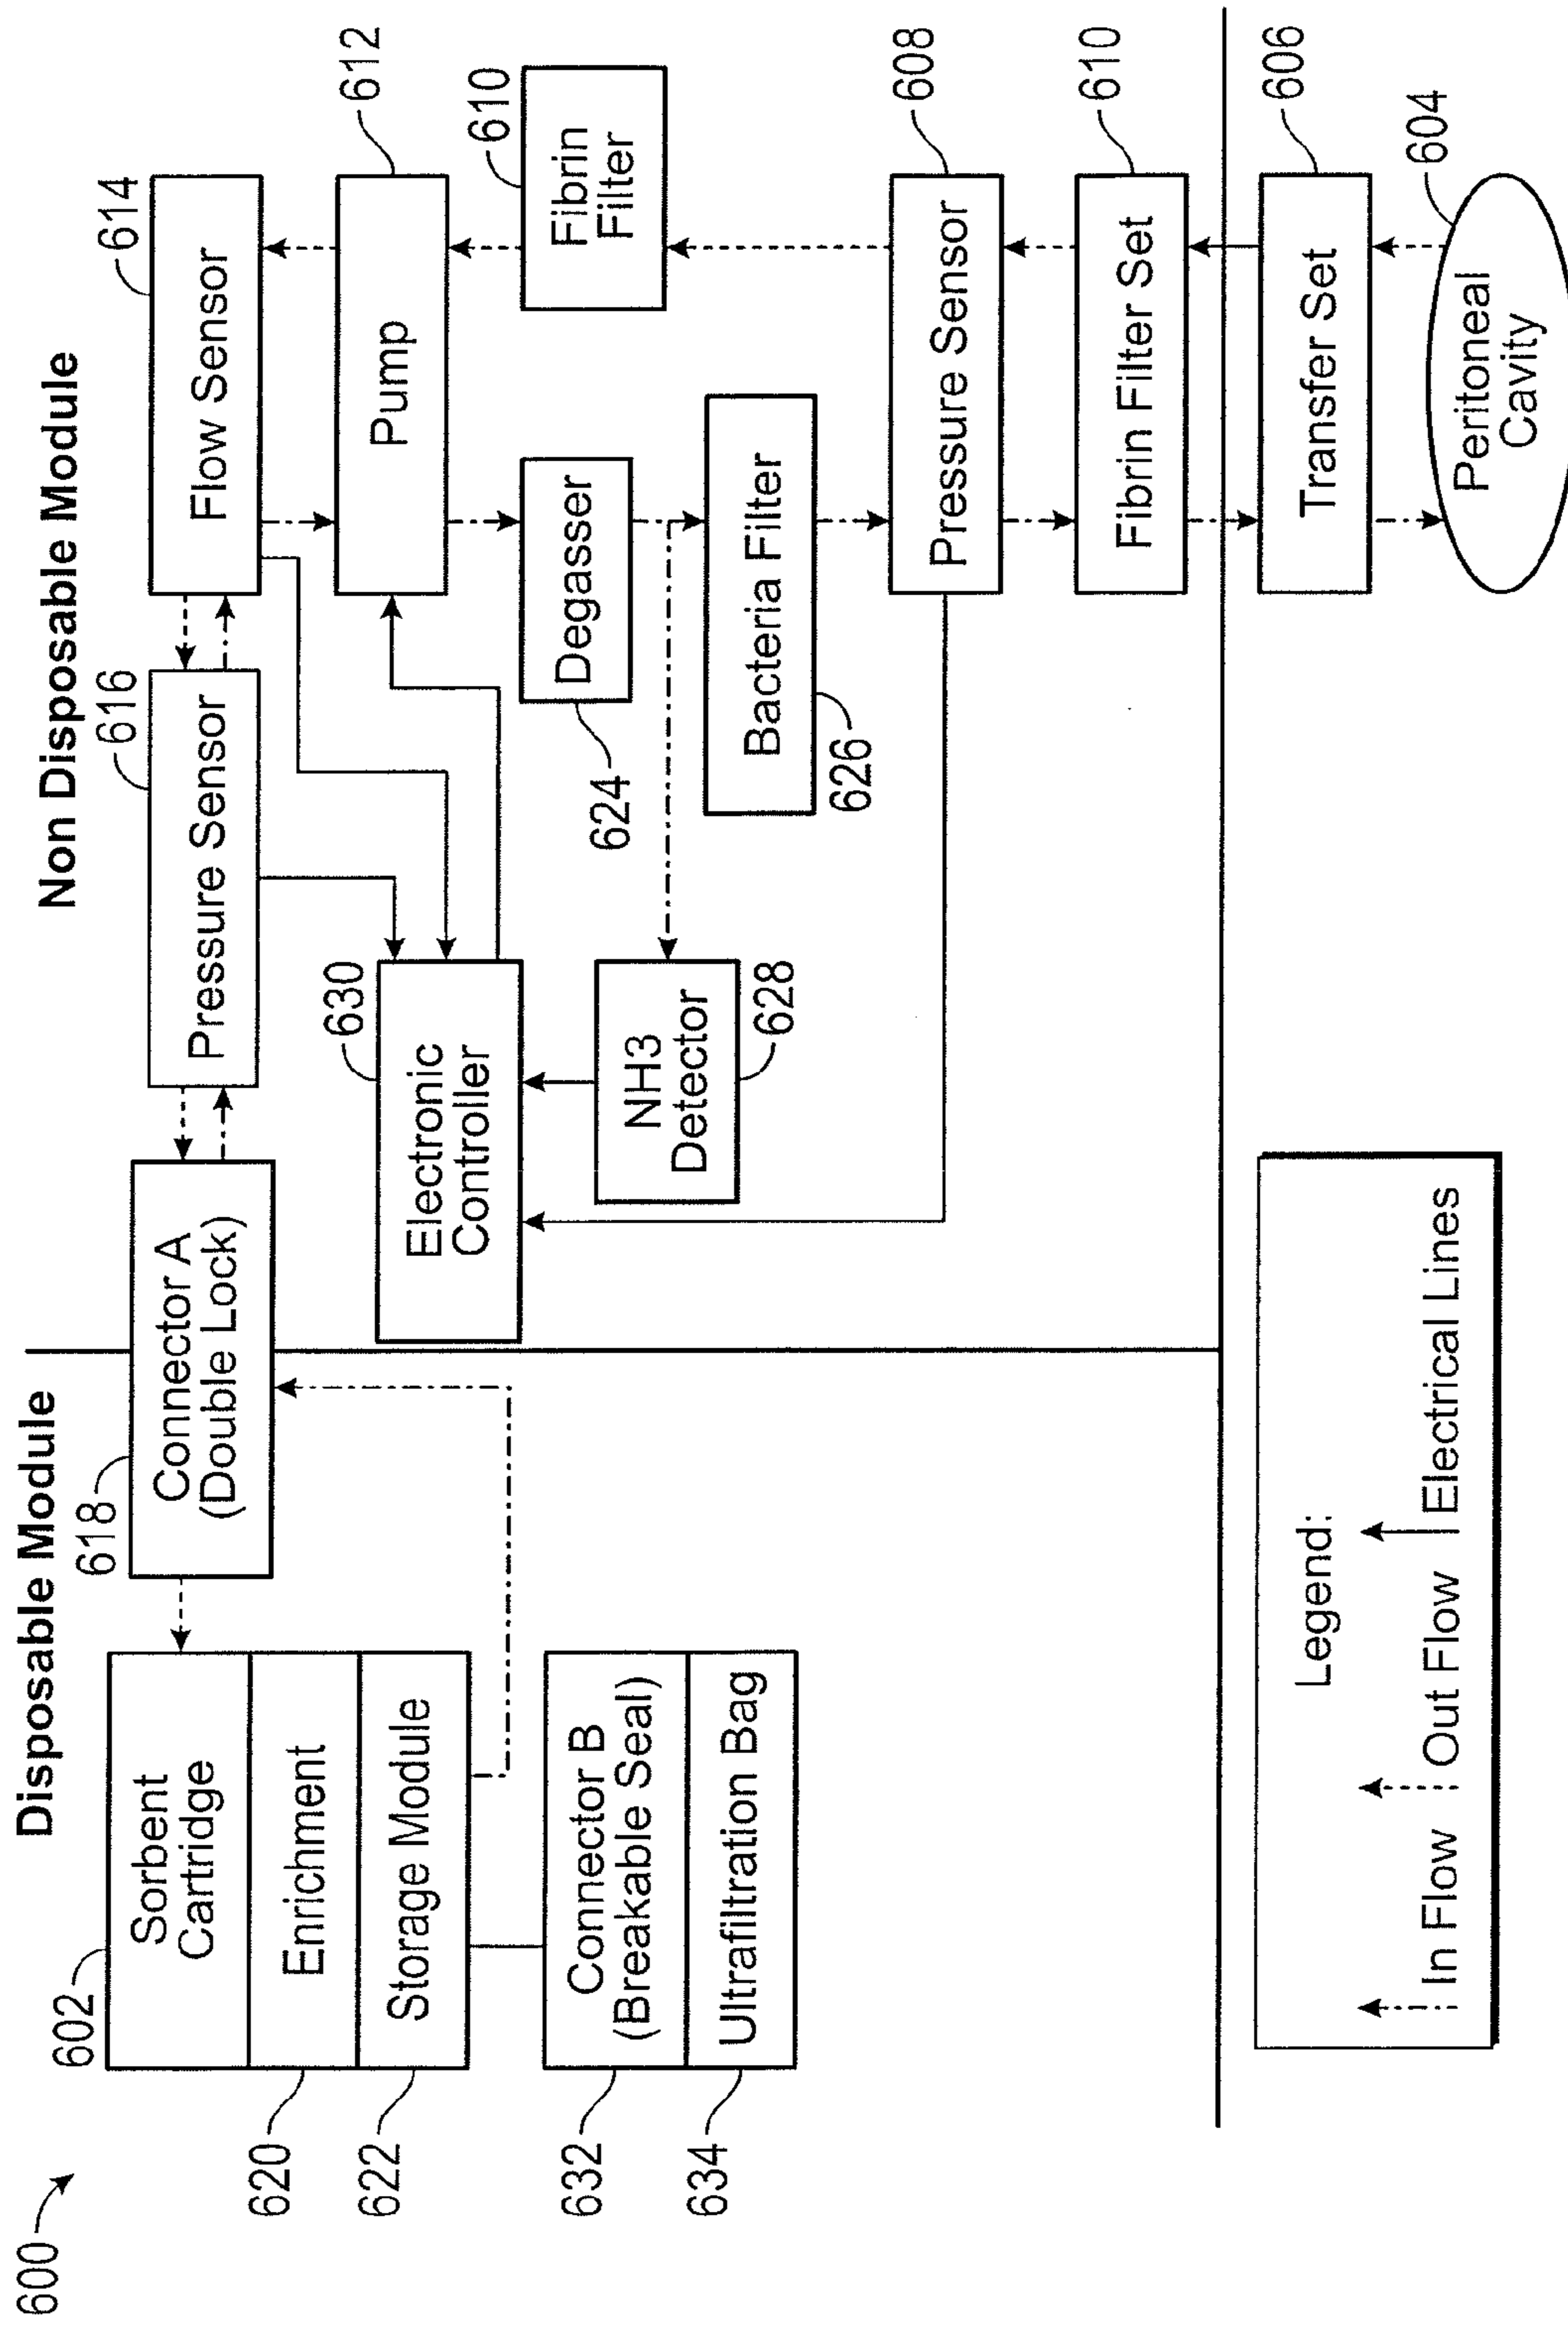 600
Disposable Module
Non Disposable Module
602
Sorbent
Cartridge
620
Enrichment
622
Storage Module
632
Connector B
(Breakable Seal)
634
Ultrafiltration Bag
618
Connector A
(Double Lock)
616
Pressure Sensor
614
Flow Sensor
630
Electronic
Controller
612
Pump
628
NH3
Detector
624
Degasser
610
Fibrin
Filter
626
Bacteria Filter
608
Pressure Sensor
610
Fibrin Filter Set
606
Transfer Set
604
Peritoneal
Cavity
Legend:
In Flow
Out Flow
Electrical Lines